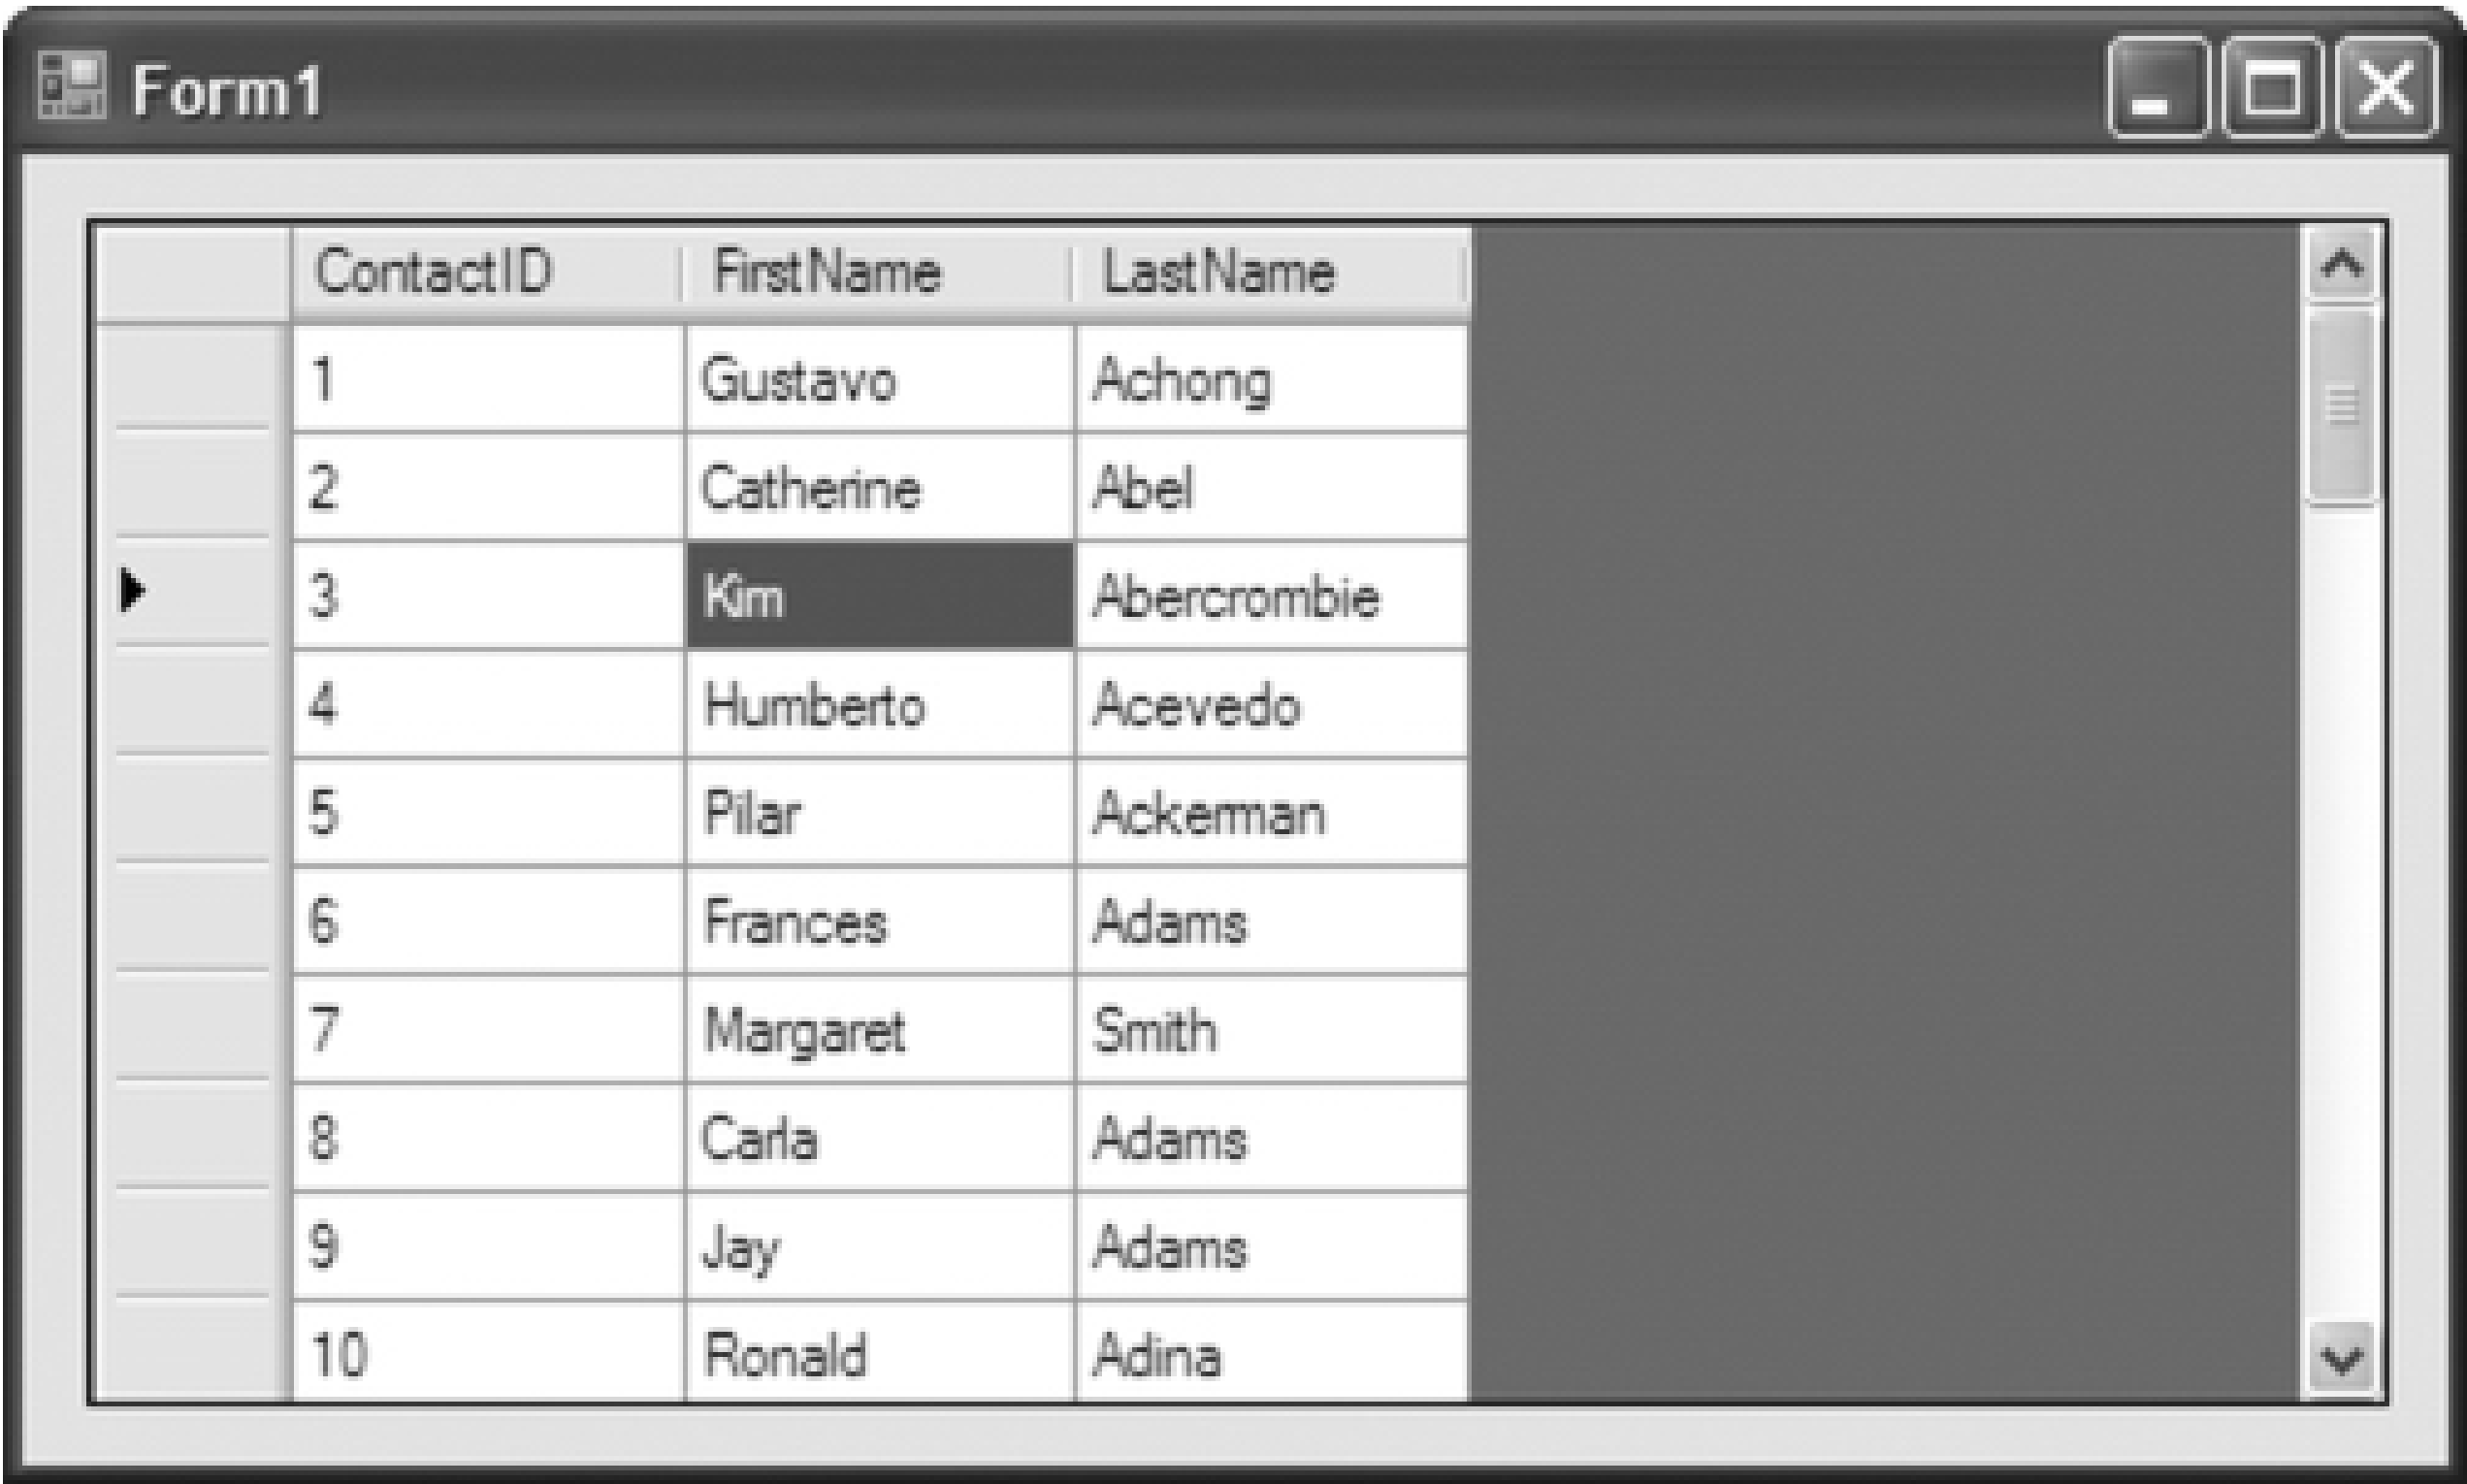 Form1
ContactID FirstName LastName
1 Gustavo Achong
2 Catherine Abel
3 Kim Abercrombie
4 Humberto Acevedo
5 Pilar Ackerman
6 Frances Adams
7 Margaret Smith
8 Carla Adams
9 Jay Adams
10 Ronald Adina